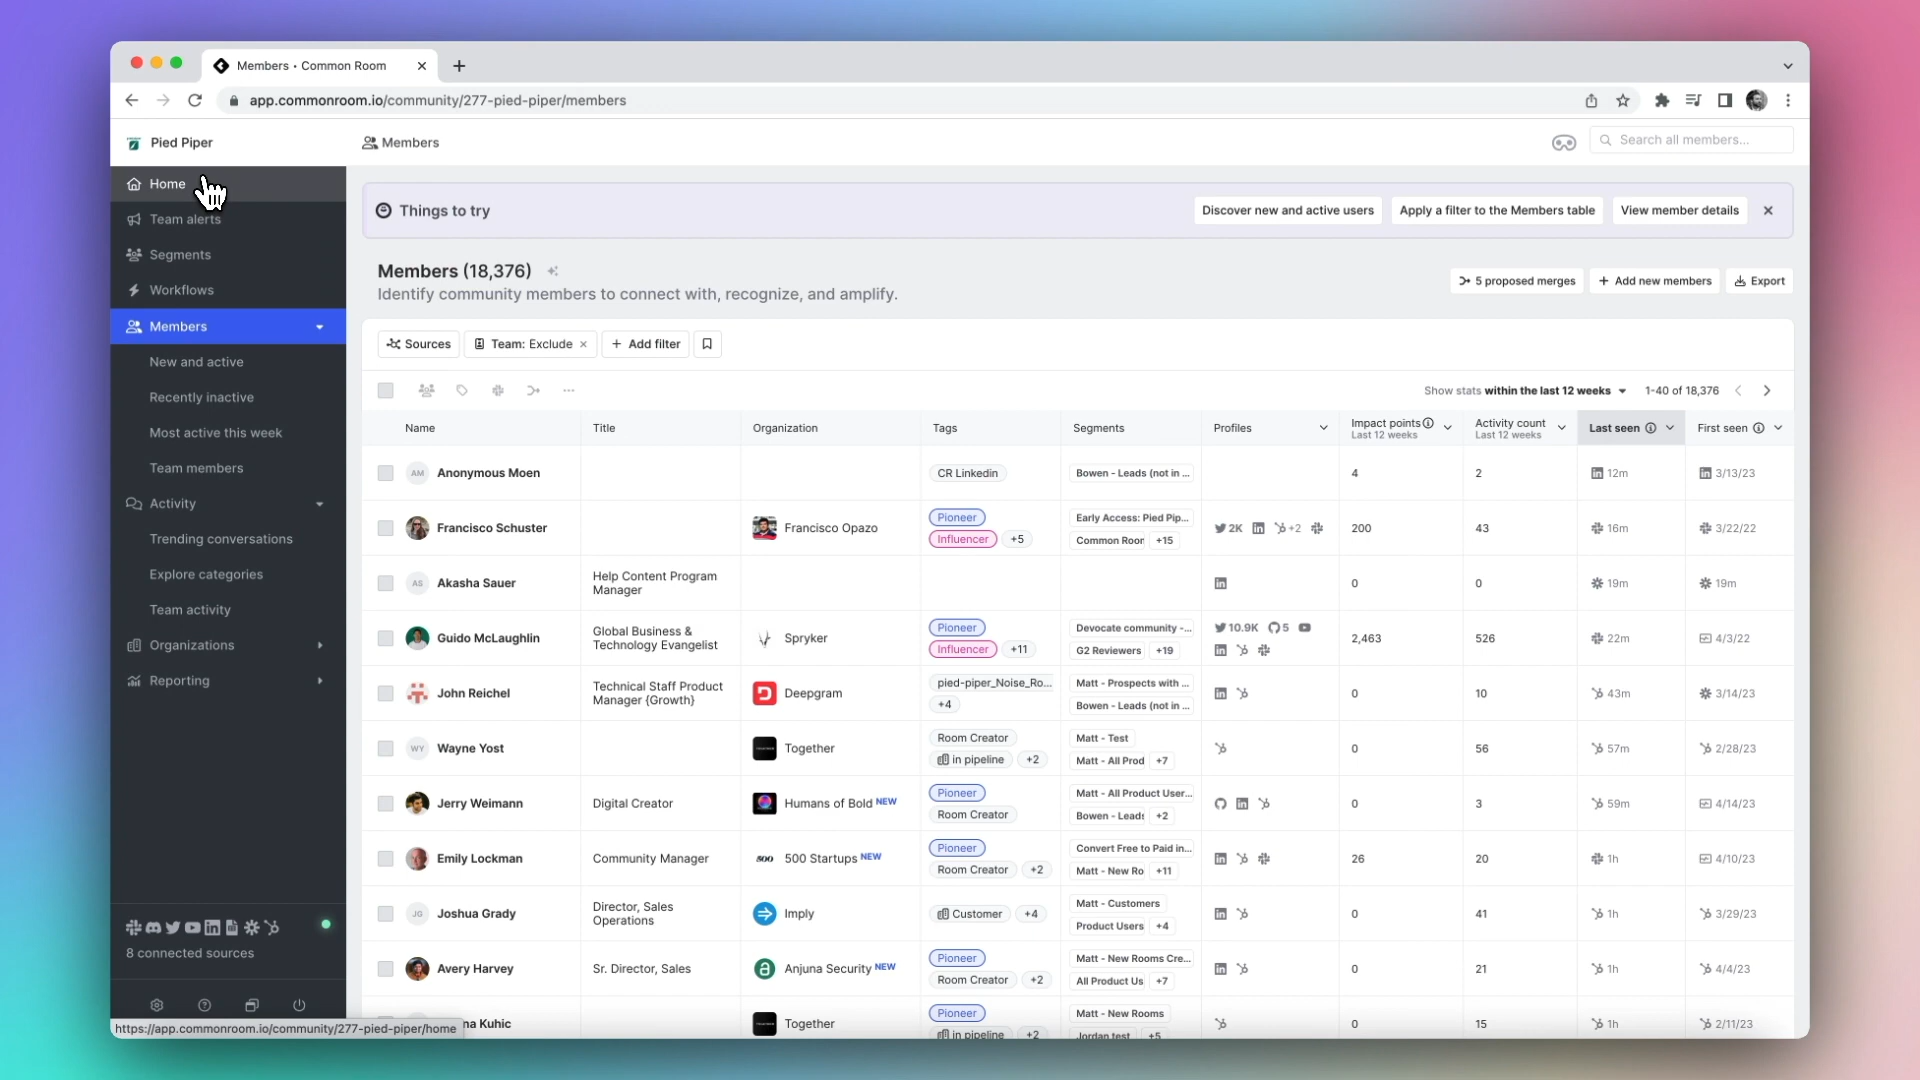 Members • Common Room
app.commonroom.io/community/277-pied-piper/members
Pied Piper
Members
Search all members...
Home
Team alerts
Segments
Workflows
Members
New and active
Recently inactive
Most active this week
Team members
Activity
Trending conversations
Explore categories
Team activity
Organizations
Reporting
8 connected sources
https://app.commonroom.io/community/277-pied-piper/home
Things to try
Discover new and active users
Apply a filter to the Members table
View member details
Members (18,376)
Identify community members to connect with, recognize, and amplify.
5 proposed merges
+ Add new members
Export
Sources
Team: Exclude ×
+ Add filter
Show stats within the last 12 weeks
1-40 of 18,376
Name Title Organization Tags Segments Profiles Impact points Activity count Last seen First seen
Last 12 weeks Last 12 weeks
AM Anonymous Moen CR Linkedin Bowen - Leads (not in ... 4 2 12m 3/13/23
Francisco Schuster Francisco Opazo Pioneer Early Access: Pied Pip... 2K +2 200 43 16m 3/22/22
Influencer +5 Common Roor +15
AS Akasha Sauer Help Content Program 0 0 19m 19m
Manager
Guido McLaughlin Global Business & Spryker Pioneer Devocate community -... 10.9K 5 2,463 526 22m 4/3/22
Technology Evangelist Influencer +11 G2 Reviewers +19
John Reichel Technical Staff Product Deepgram pied-piper_Noise_Ro... Matt - Prospects with ... 0 10 43m 3/14/23
Manager {Growth} +4 Bowen - Leads (not in ...
WY Wayne Yost Together Room Creator Matt - Test 0 56 57m 2/28/23
in pipeline +2 Matt - All Prod +7
Jerry Weimann Digital Creator Humans of Bold NEW Pioneer Matt - All Product User... 0 3 59m 4/14/23
Room Creator Bowen - Leads +2
Emily Lockman Community Manager 500 500 Startups NEW Pioneer Convert Free to Paid in... 26 20 1h 4/10/23
Room Creator +2 Matt - New Ro +11
JG Joshua Grady Director, Sales Imply Customer +4 Matt - Customers 0 41 1h 3/29/23
Operations Product Users +4
Avery Harvey Sr. Director, Sales Anjuna Security NEW Pioneer Matt - New Rooms Cre... 0 21 1h 4/4/23
Room Creator +2 All Product Us +7
na Kuhic Together Pioneer Matt - New Rooms 0 15 1h 2/11/23
in pipeline +2 Jordan test +5